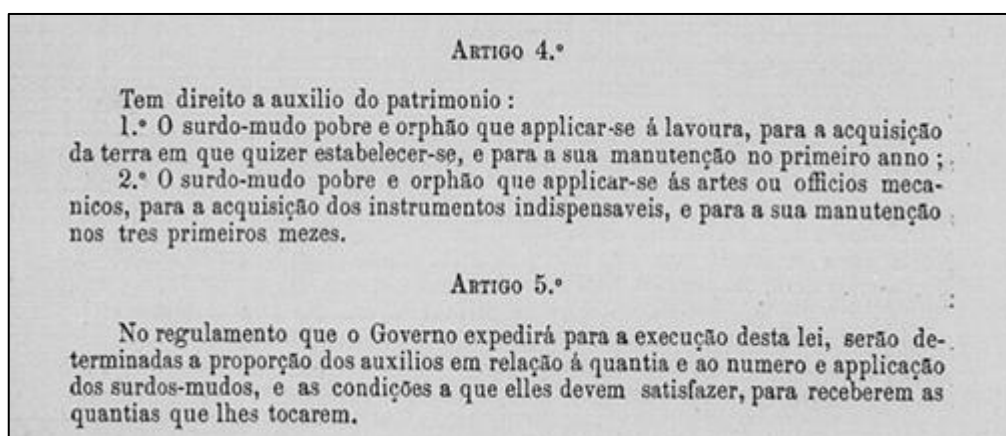 ARTIGO 4.º
Tem direito a auxilio do patrimonio :
1.º O surdo-mudo pobre e orphão que applicar-se á lavoura, para a acquisição
da terra em que quizer estabelecer-se, e para a sua manutenção no primeiro anno ;
2.º O surdo-mudo pobre e orphão que applicar-se ás artes ou officios meca-
nicos, para a acquisição dos instrumentos indispensaveis, e para a sua manutenção
nos tres primeiros mezes.
ARTIGO 5.º
No regulamento que o Governo expedirá para a execução desta lei, serão de-
terminadas a proporção dos auxilios em relação á quantia e ao numero e applicação
dos surdos-mudos, e as condições a que elles devem satisfazer, para receberem as
quantias que lhes tocarem.